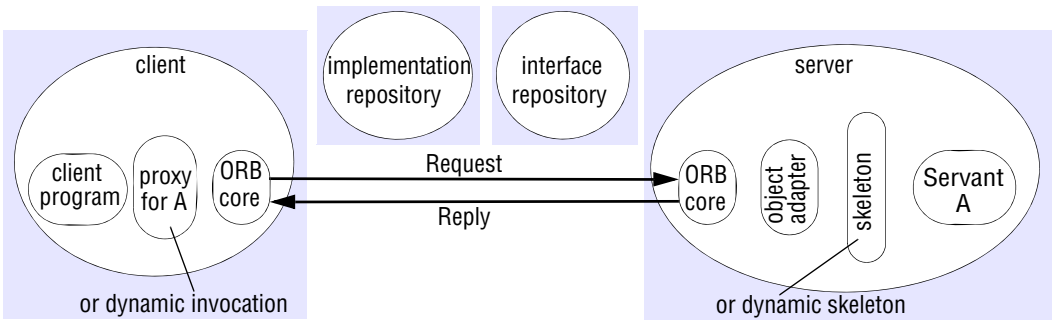 client
implementation
repository
interface
repository
server
client
program
proxy
for A
ORB
core
Request
Reply
ORB
core
object
adapter
skeleton
Servant
A
or dynamic invocation
or dynamic skeleton